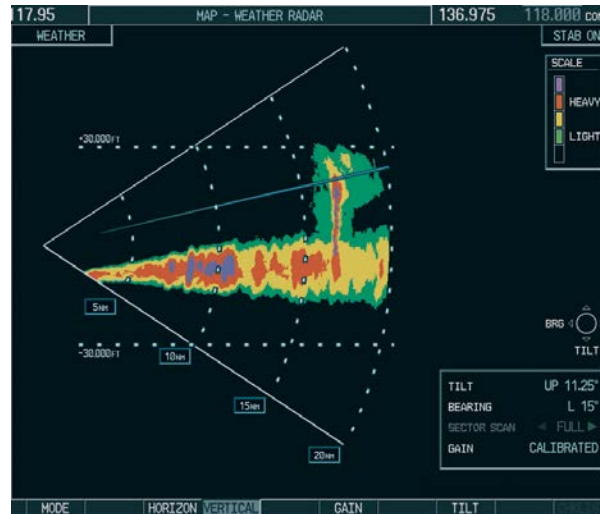 117.95 MAP - WEATHER RADAR 136.975 118.000 COM
WEATHER STAB ON
SCALE
HEAVY
LIGHT
+30,000FT
5NM
-30,000FT
10NM
15NM
20NM
BRG
TILT
TILT UP 11.25°
BEARING L 15°
SECTOR SCAN FULL
GAIN CALIBRATED
MODE HORIZON VERTICAL GAIN TILT